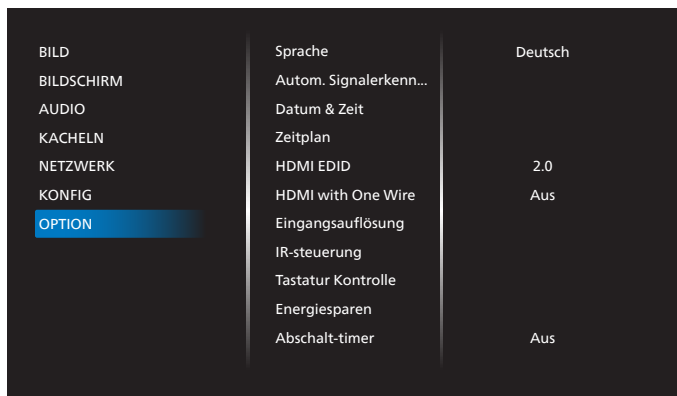 BILD
BILDSCHIRM
AUDIO
KACHELN
NETZWERK
KONFIG
OPTION
Sprache Deutsch
Autom. Signalerkenn...
Datum & Zeit
Zeitplan
HDMI EDID 2.0
HDMI with One Wire Aus
Eingangsauflösung
IR-steuerung
Tastatur Kontrolle
Energiesparen
Abschalt-timer Aus